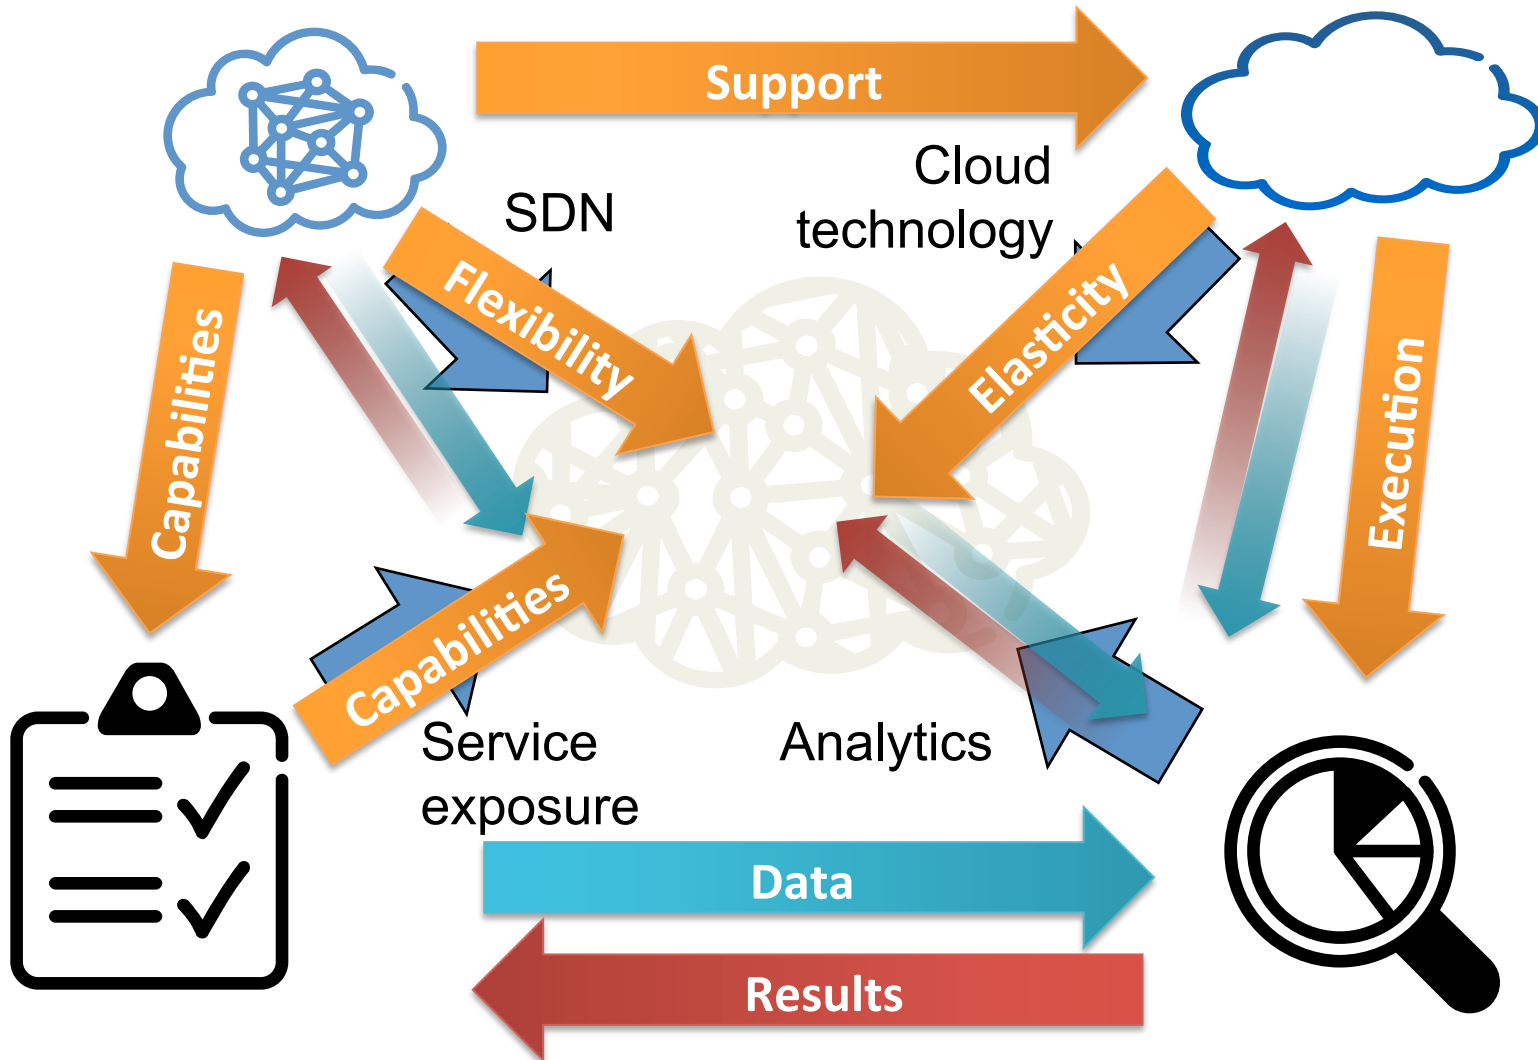 Support
Cloud
technology
SDN
Flexibility
Elasticity
Capabilities
Execution
Capabilities
Service
exposure
Analytics
Data
Results